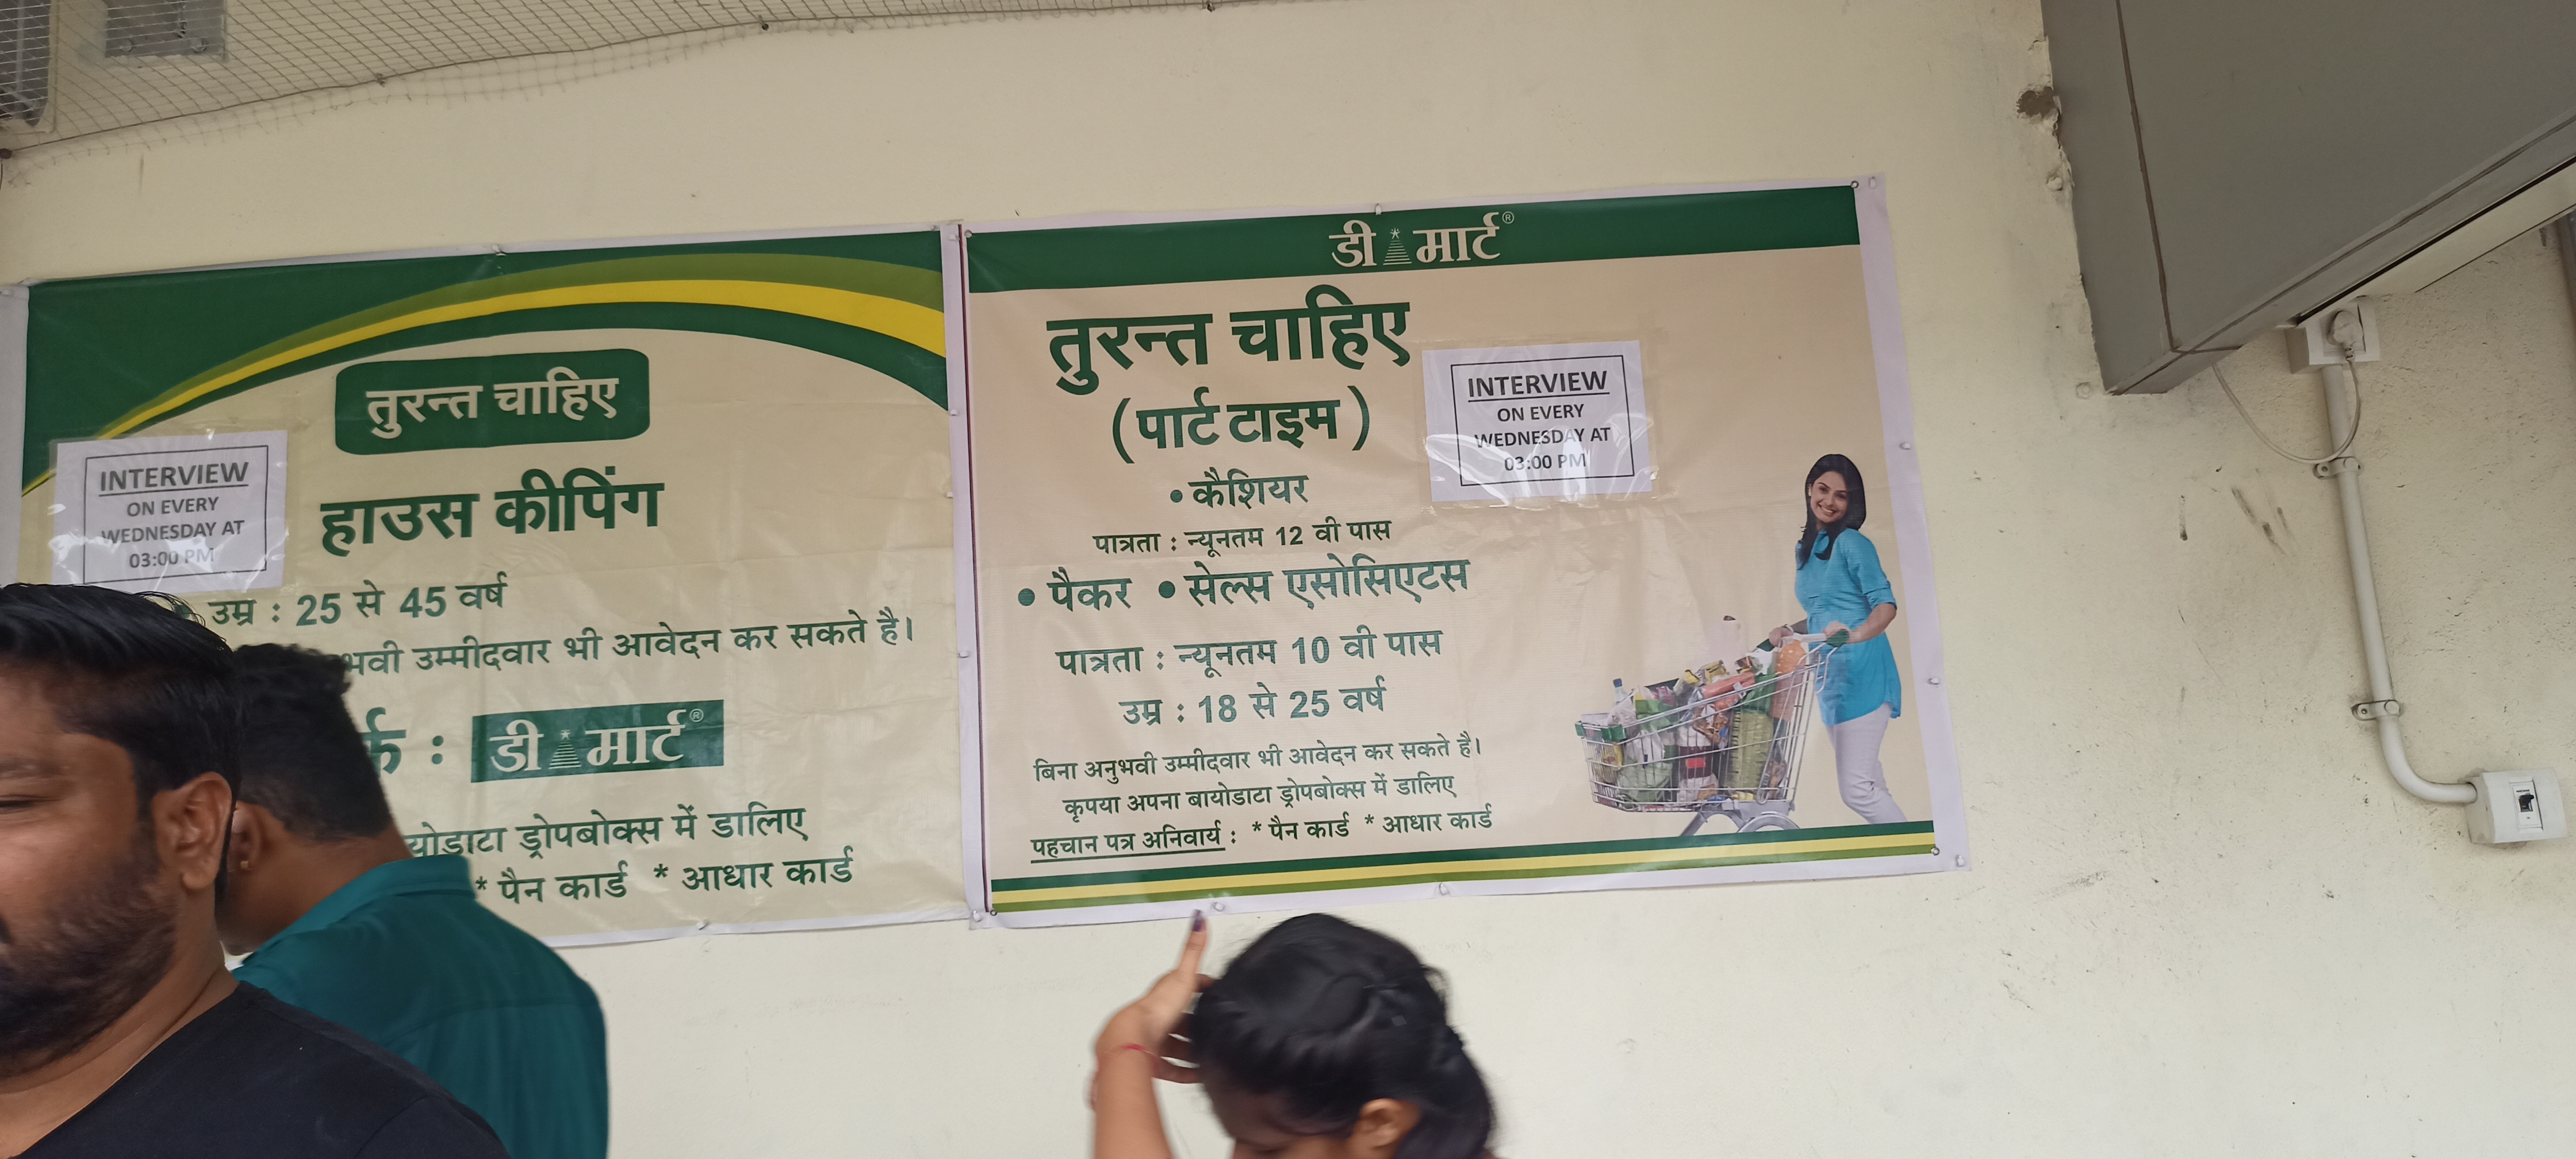 तुरन्त चाहिए
हाउस कीपिंग
INTERVIEW
ON EVERY
WEDNESDAY AT
03:00 PM
उम्र : 25 से 45 वर्ष
उम्मीदवार भी आवेदन कर सकते है।
: डी मार्ट®
ड्रोपबोक्स में डालिए
* पैन कार्ड * आधार कार्ड
डी मार्ट®
तुरन्त चाहिए
(पार्ट टाइम)
INTERVIEW
ON EVERY
WEDNESDAY AT
03:00 PM
• कैशियर
पात्रता : न्यूनतम 12 वी पास
• पैकर • सेल्स एसोसिएटस
पात्रता : न्यूनतम 10 वी पास
उम्र : 18 से 25 वर्ष
बिना अनुभवी उम्मीदवार भी आवेदन कर सकते है।
कृपया अपना बायोडाटा ड्रोपबोक्स में डालिए
पहचान पत्र अनिवार्य : * पैन कार्ड * आधार कार्ड